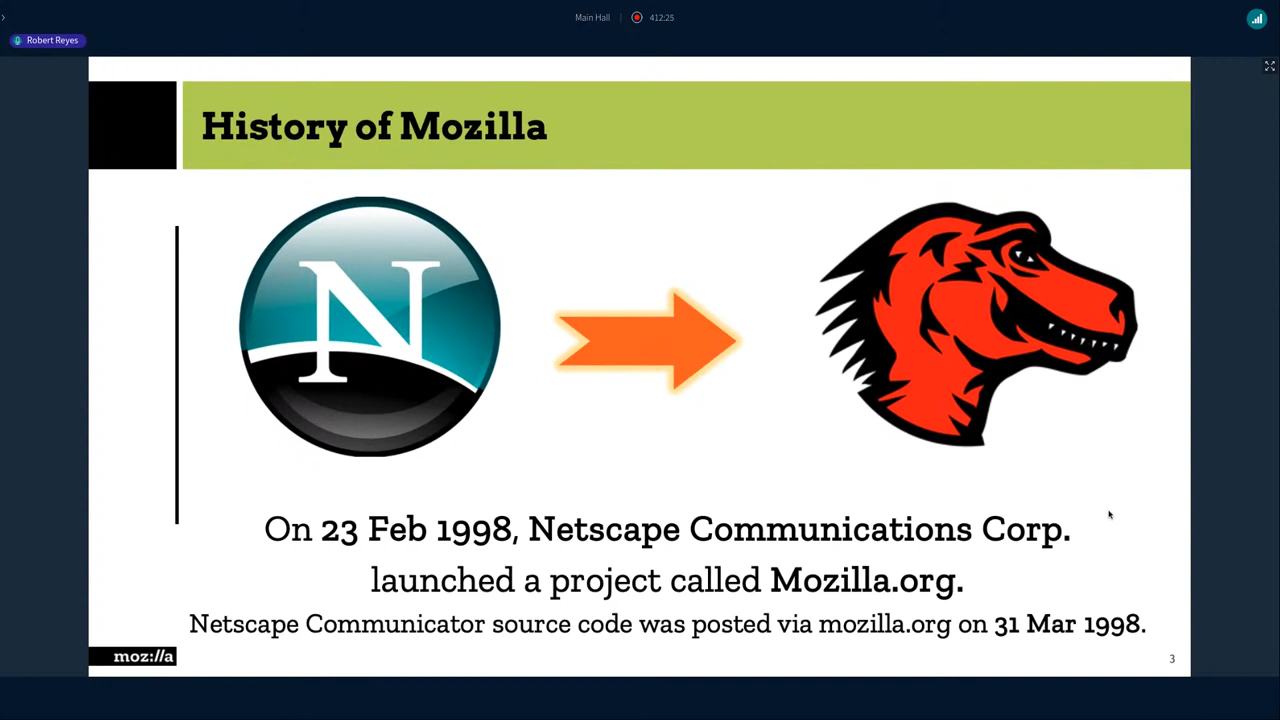 Main Hall
412:25
Robert Reyes
History of Mozilla
N
On 23 Feb 1998, Netscape Communications Corp.
launched a project called Mozilla.org.
Netscape Communicator source code was posted via mozilla.org on 31 Mar 1998.
moz://a
3